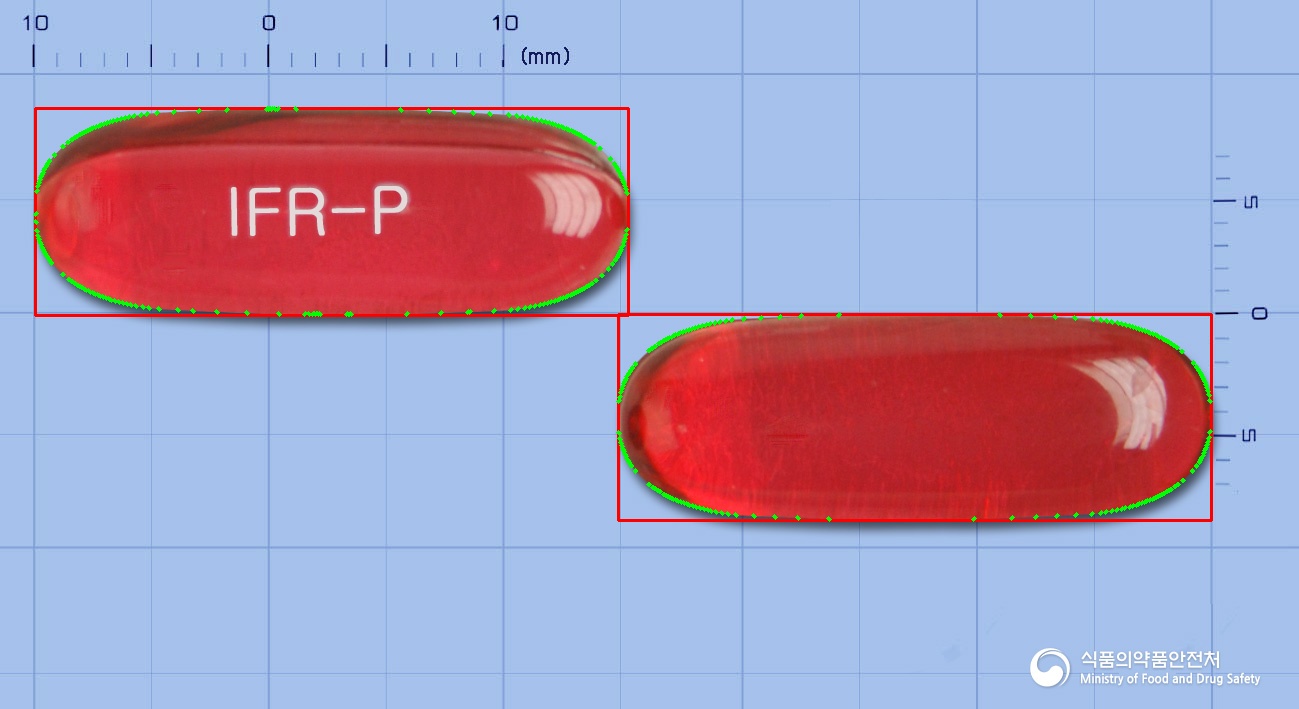 10 0 10
(mm)
IFR-P
5
0
5
식품의약품안전처
Ministry of Food and Drug Safety